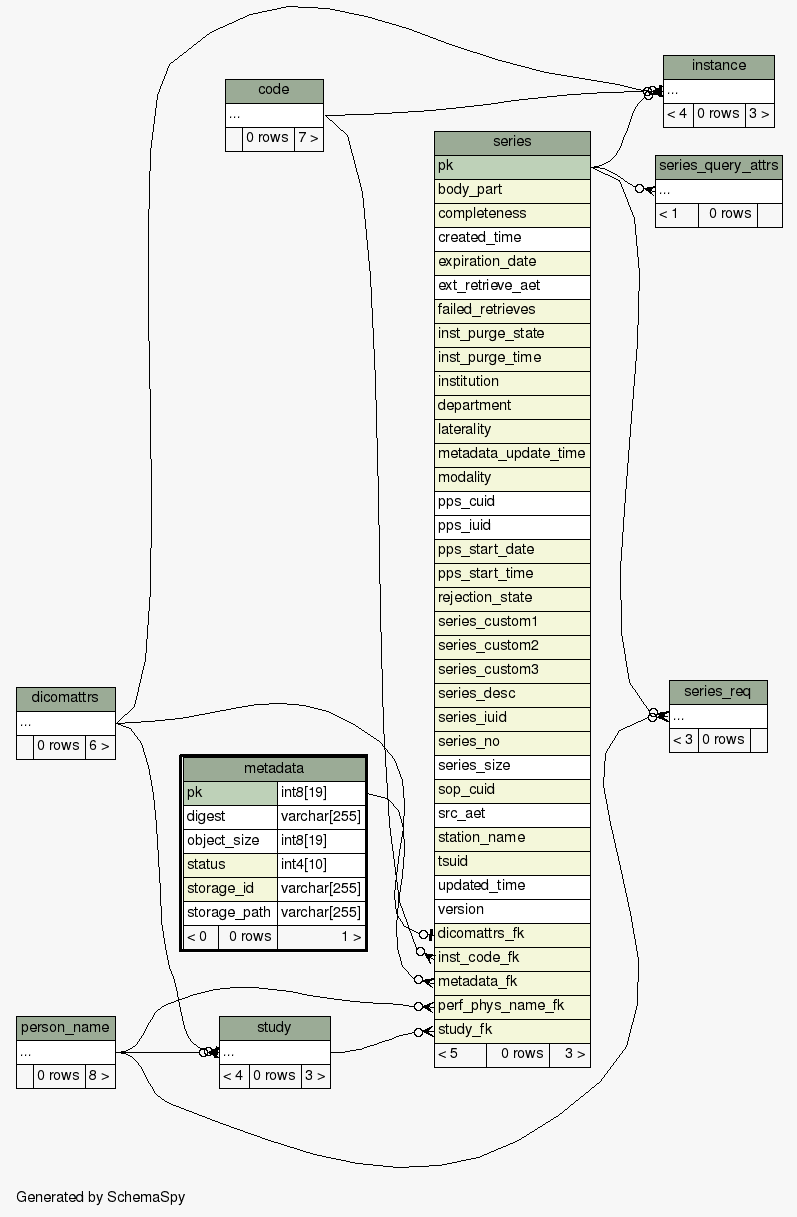 instance
...
< 4 0 rows 3 >
code
...
0 rows 7 >
series_query_attrs
...
< 1 0 rows
series
pk
body_part
completeness
created_time
expiration_date
ext_retrieve_aet
failed_retrieves
inst_purge_state
inst_purge_time
institution
department
laterality
metadata_update_time
modality
pps_cuid
pps_iuid
pps_start_date
pps_start_time
rejection_state
series_custom1
series_custom2
series_custom3
series_desc
series_iuid
series_no
series_size
sop_cuid
src_aet
station_name
tsuid
updated_time
version
dicomattrs_fk
inst_code_fk
metadata_fk
perf_phys_name_fk
study_fk
< 5 0 rows 3 >
series_req
...
< 3 0 rows
dicomattrs
...
0 rows 6 >
metadata
pk int8[19]
digest varchar[255]
object_size int8[19]
status int4[10]
storage_id varchar[255]
storage_path varchar[255]
< 0 0 rows 1 >
person_name
...
0 rows 8 >
study
...
< 4 0 rows 3 >
Generated by SchemaSpy